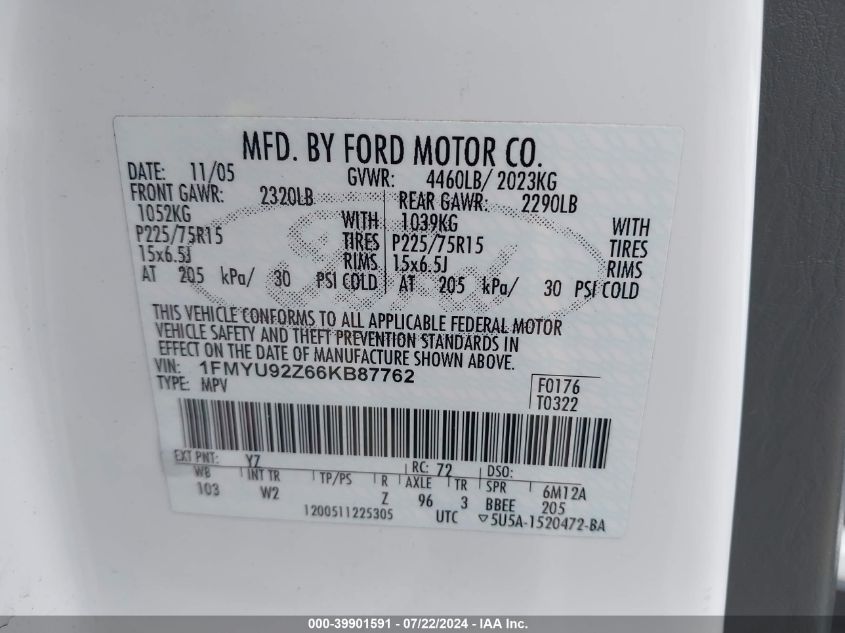 MFD. BY FORD MOTOR CO.
DATE: 11/05 GVWR: 4460LB/ 2023KG
FRONT GAWR: 2320LB REAR GAWR: 2290LB
1052KG WITH 1039KG WITH
P225/75R15 TIRES P225/75R15 TIRES
15x6.5J RIMS 15x6.5J RIMS
AT 205 kPa/ 30 PSI COLD AT 205 kPa/ 30 PSI COLD
THIS VEHICLE CONFORMS TO ALL APPLICABLE FEDERAL MOTOR
VEHICLE SAFETY AND THEFT PREVENTION STANDARDS IN
EFFECT ON THE DATE OF MANUFACTURE SHOWN ABOVE.
VIN: 1FMYU92Z66KB87762
TYPE: MPV F0176
T0322
EXT PNT: YZ RC: 72 DSO:
WB INT TR TP/PS R AXLE TR SPR 6M12A
103 W2 Z 96 3 BBEE 205
1200511225305 UTC ▽5U5A-1520472-BA
Ford
000-39901591 - 07/22/2024 - IAA Inc.